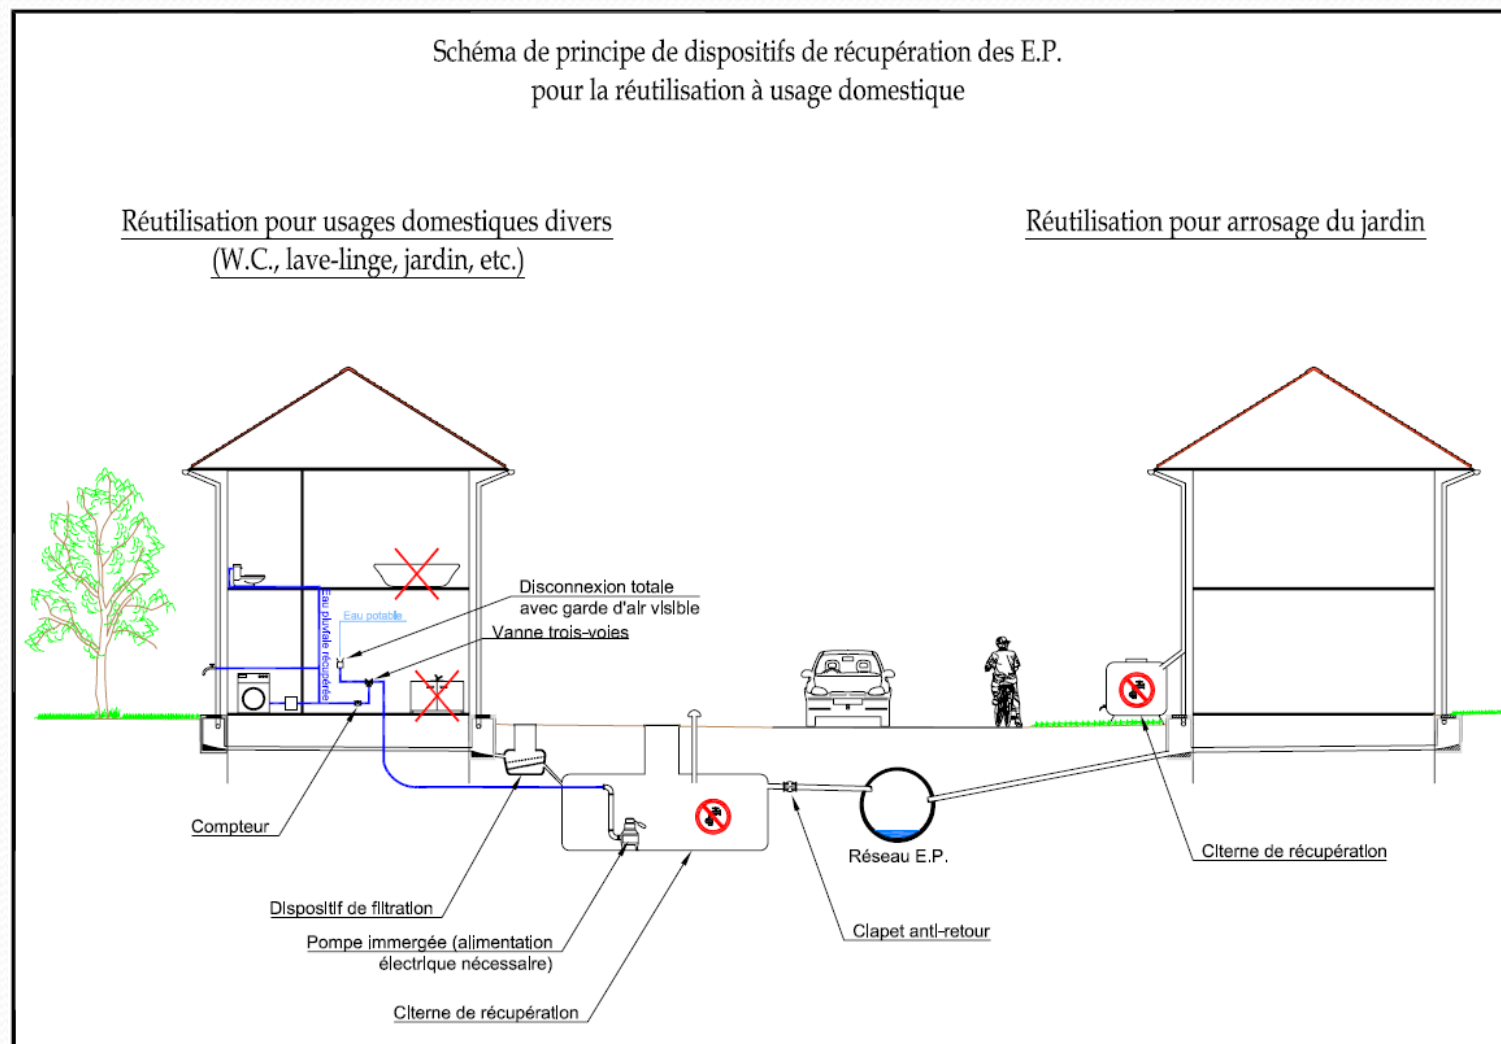 Schéma de principe de dispositifs de récupération des E.P.
pour la réutilisation à usage domestique
Réutilisation pour usages domestiques divers
(W.C., lave-linge, jardin, etc.)
Réutilisation pour arrosage du jardin
Disconnexion totale
avec garde d'air visible
Vanne trois-voies
Eau potable
Eau pluviale récupérée
Compteur
Dispositif de filtration
Pompe immergée (alimentation
électrique nécessaire)
Citerne de récupération
Réseau E.P.
Clapet anti-retour
Citerne de récupération